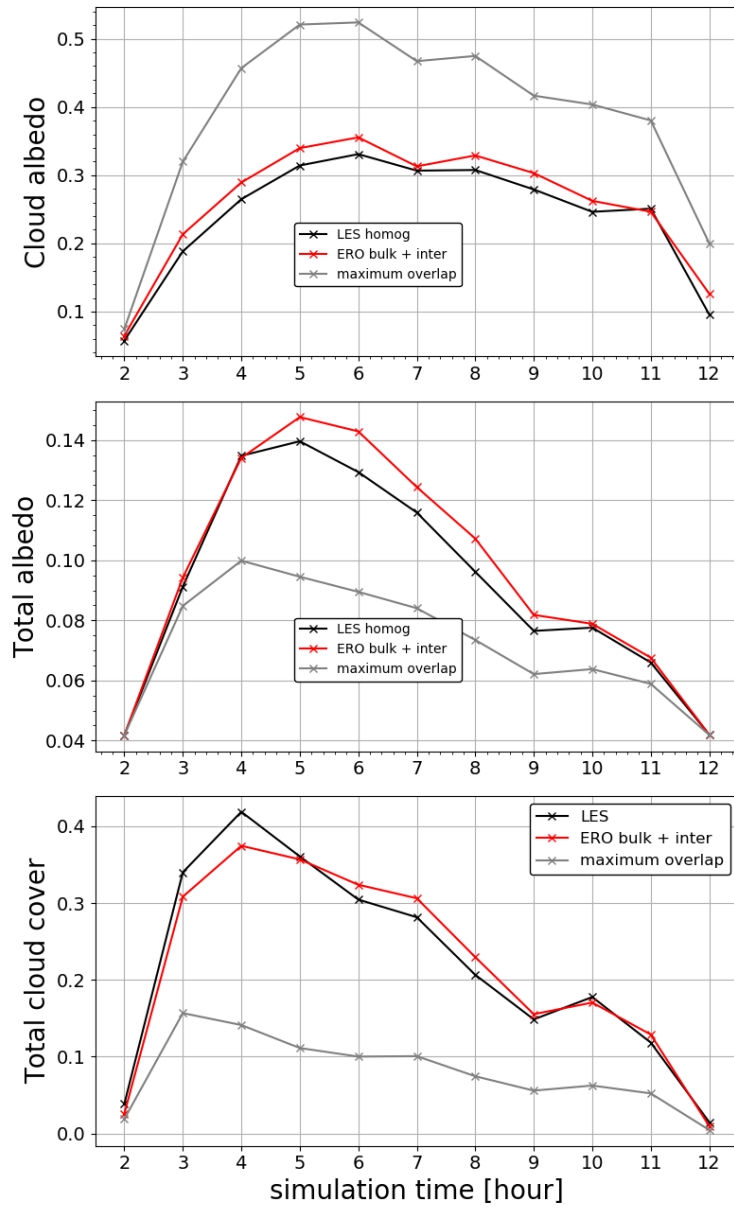 0.5
0.4
0.3
0.2
0.1
Cloud albedo
LES homog
ERO bulk + inter
maximum overlap
2 3 4 5 6 7 8 9 10 11 12
0.14
0.12
0.10
0.08
0.06
0.04
Total albedo
LES homog
ERO bulk + inter
maximum overlap
2 3 4 5 6 7 8 9 10 11 12
0.4
0.3
0.2
0.1
0.0
Total cloud cover
LES
ERO bulk + inter
maximum overlap
2 3 4 5 6 7 8 9 10 11 12
simulation time [hour]